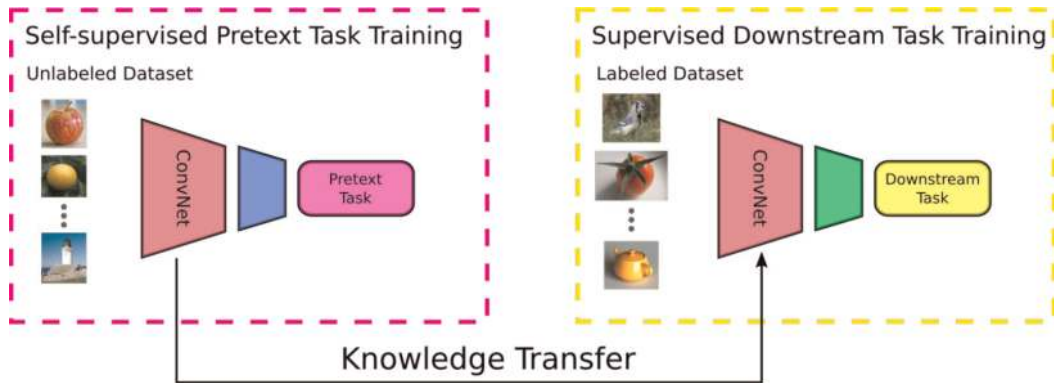 Self-supervised Pretext Task Training
Unlabeled Dataset
ConvNet
Pretext
Task
Supervised Downstream Task Training
Labeled Dataset
ConvNet
Downstream
Task
Knowledge Transfer